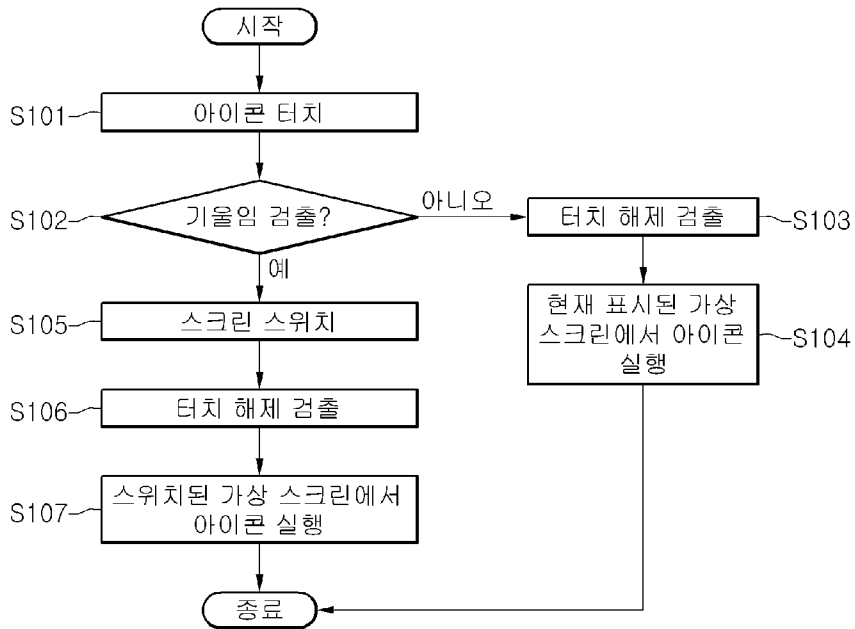 시작
S101
아이콘 터치
S102
기울임 검출?
아니오
터치 해제 검출
S103
예
현재 표시된 가상
스크린에서 아이콘
실행
S104
S105
스크린 스위치
S106
터치 해제 검출
S107
스위치된 가상 스크린에서
아이콘 실행
종료